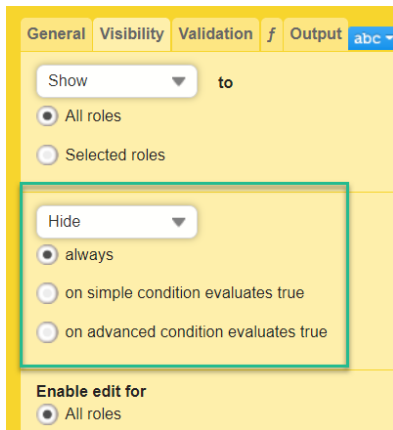 General Visibility Validation f Output abc
Show to
All roles
Selected roles
Hide
always
on simple condition evaluates true
on advanced condition evaluates true
Enable edit for
All roles